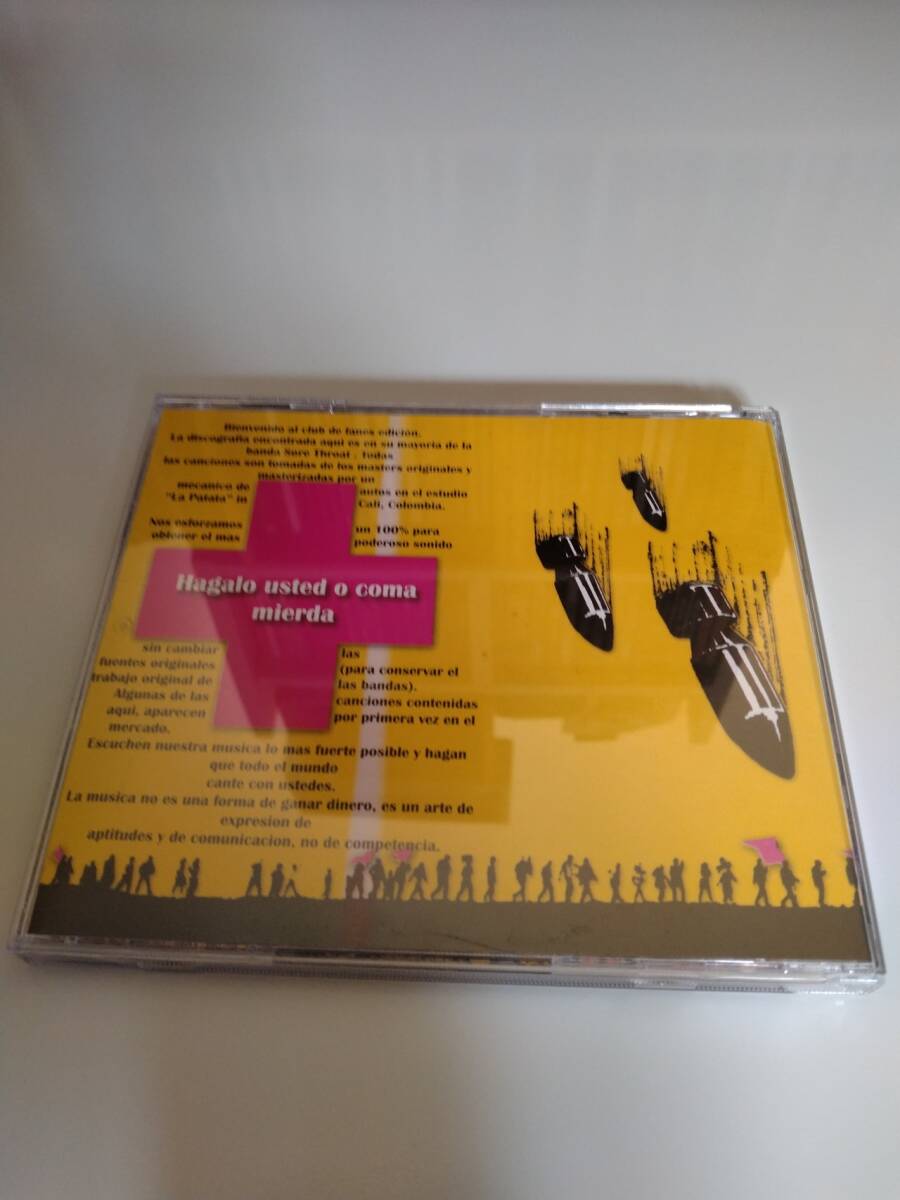 Bienvenido al club de fanes edicion.
La discografia encontrada aqui es en su mayoria de la
banda Sore Throat , todas
las canciones son tomadas de los masters originales y
masterizadas por un
mecanico de autos en el estudio
"La Patata" in Cali, Colombia.
Nos esforzamos un 100% para
obtener el mas poderoso sonido
Hagalo usted o coma
mierda
sin cambiar las
fuentes originales (para conservar el
trabajo original de las bandas).
Algunas de las canciones contenidas
aqui, aparecen por primera vez en el
mercado.
Escuchen nuestra musica lo mas fuerte posible y hagan
que todo el mundo
cante con ustedes.
La musica no es una forma de ganar dinero, es un arte de
expresion de
aptitudes y de comunicacion, no de competencia.